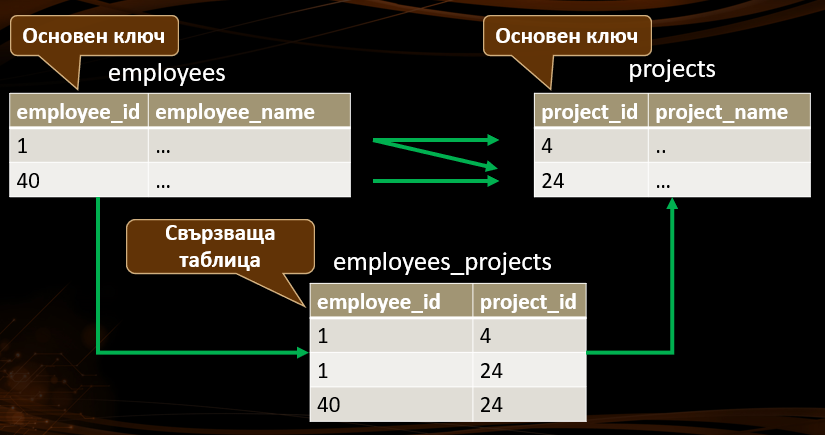 Основен ключ
employees
employee_id employee_name
1 ...
40 ...
Основен ключ
projects
project_id project_name
4 ..
24 ...
Свързваща
таблица
employees_projects
employee_id project_id
1 4
1 24
40 24